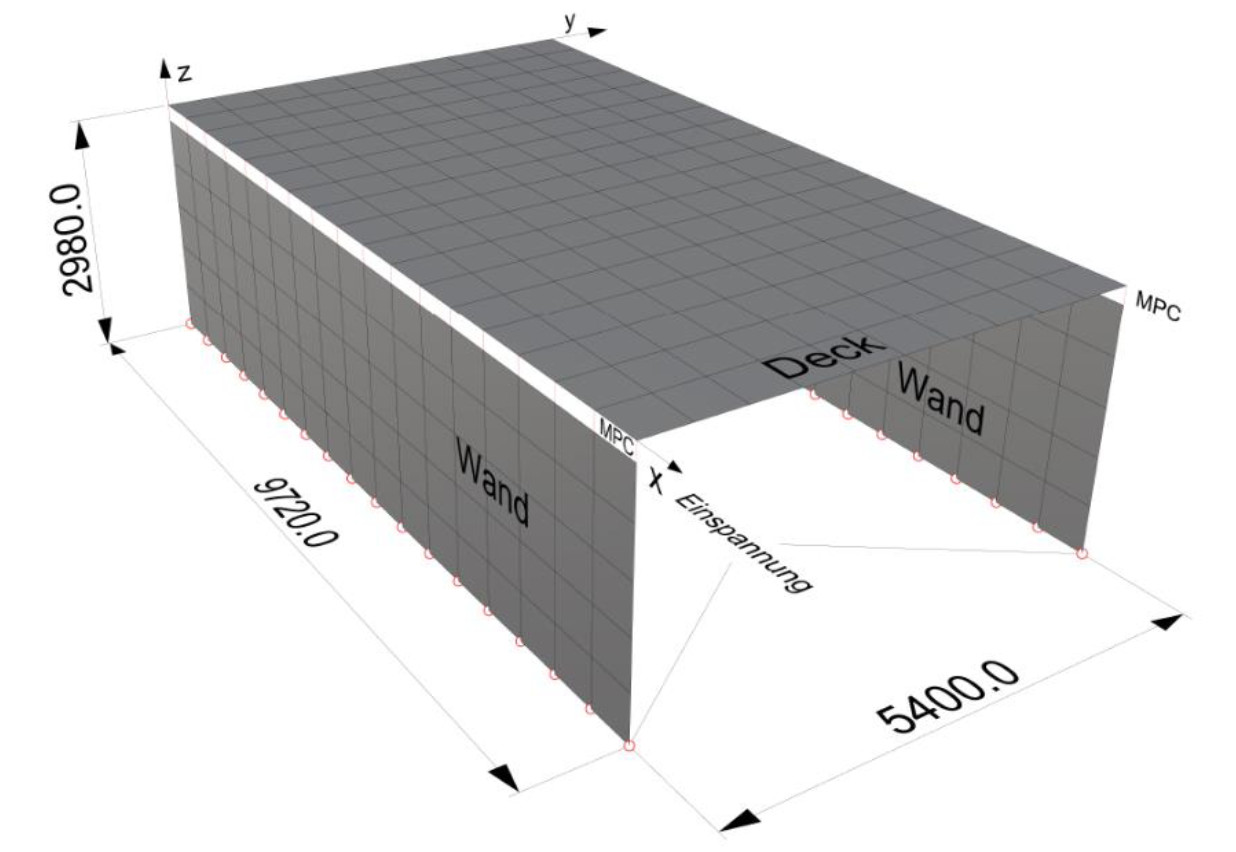 y
z
2980.0
MPC
Deck
Wand
MPC
Wand
x
Einspannung
9720.0
5400.0